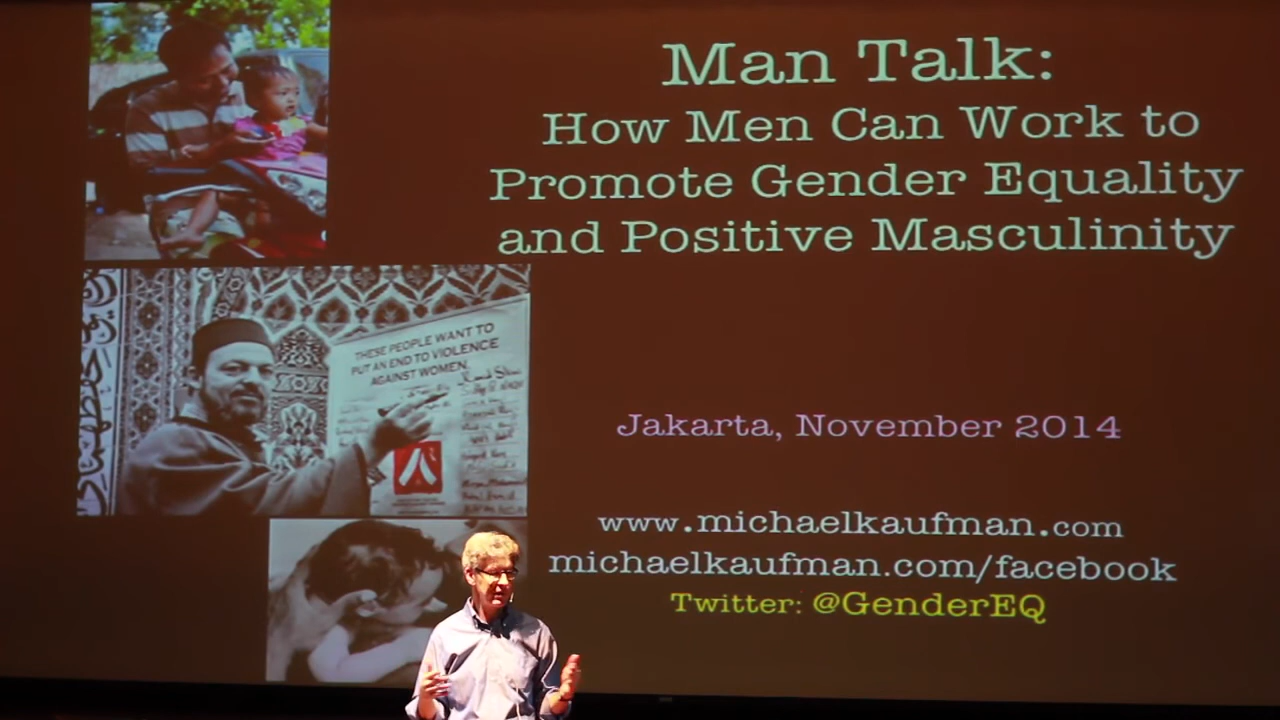 Man Talk:
How Men Can Work to
Promote Gender Equality
and Positive Masculinity
THESE PEOPLE WANT TO
PUT AN END TO VIOLENCE
AGAINST WOMEN
Jakarta, November 2014
www.michaelkaufman.com
michaelkaufman.com/facebook
Twitter: @GenderEQ